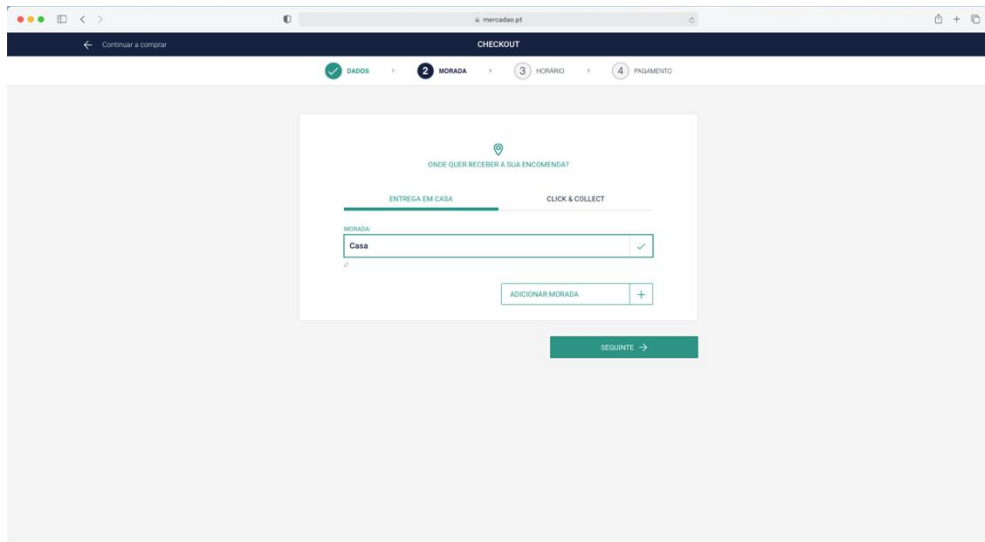 mercadao.pt
Continuar a comprar
CHECKOUT
DADOS
2 MORADA
3 HORÁRIO
4 PAGAMENTO
ONDE QUER RECEBER A SUA ENCOMENDA?
ENTREGA EM CASA
CLICK & COLLECT
MORADA
Casa
ADICIONAR MORADA
SEGUINTE